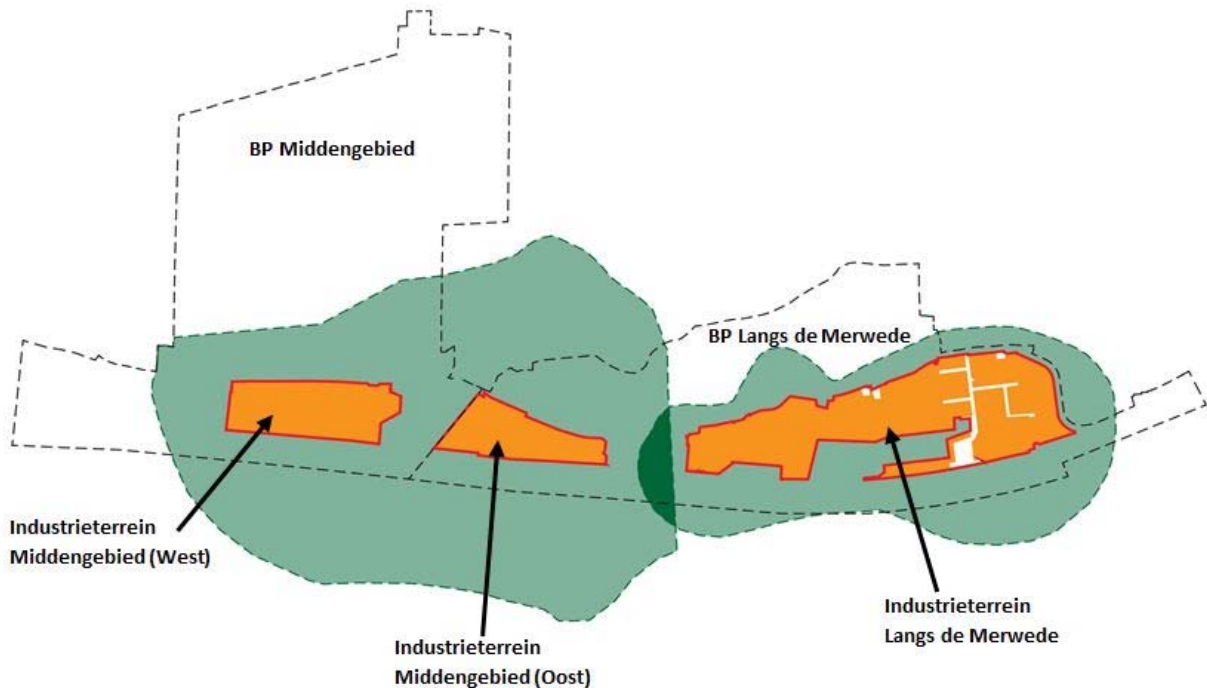 BP Middengebied
BP Langs de Merwede
Industrieterrein
Middengebied (West)
Industrieterrein
Middengebied (Oost)
Industrieterrein
Langs de Merwede